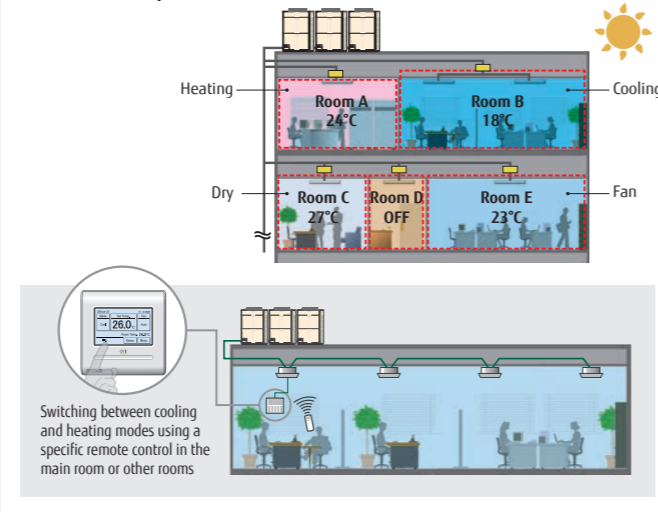 Heating
Room A
24°C
Room B
18°C
Cooling
Dry
Room C
27°C
Room D
OFF
Room E
23°C
Fan
26.0
Switching between cooling
and heating modes using a
specific remote control in the
main room or other rooms